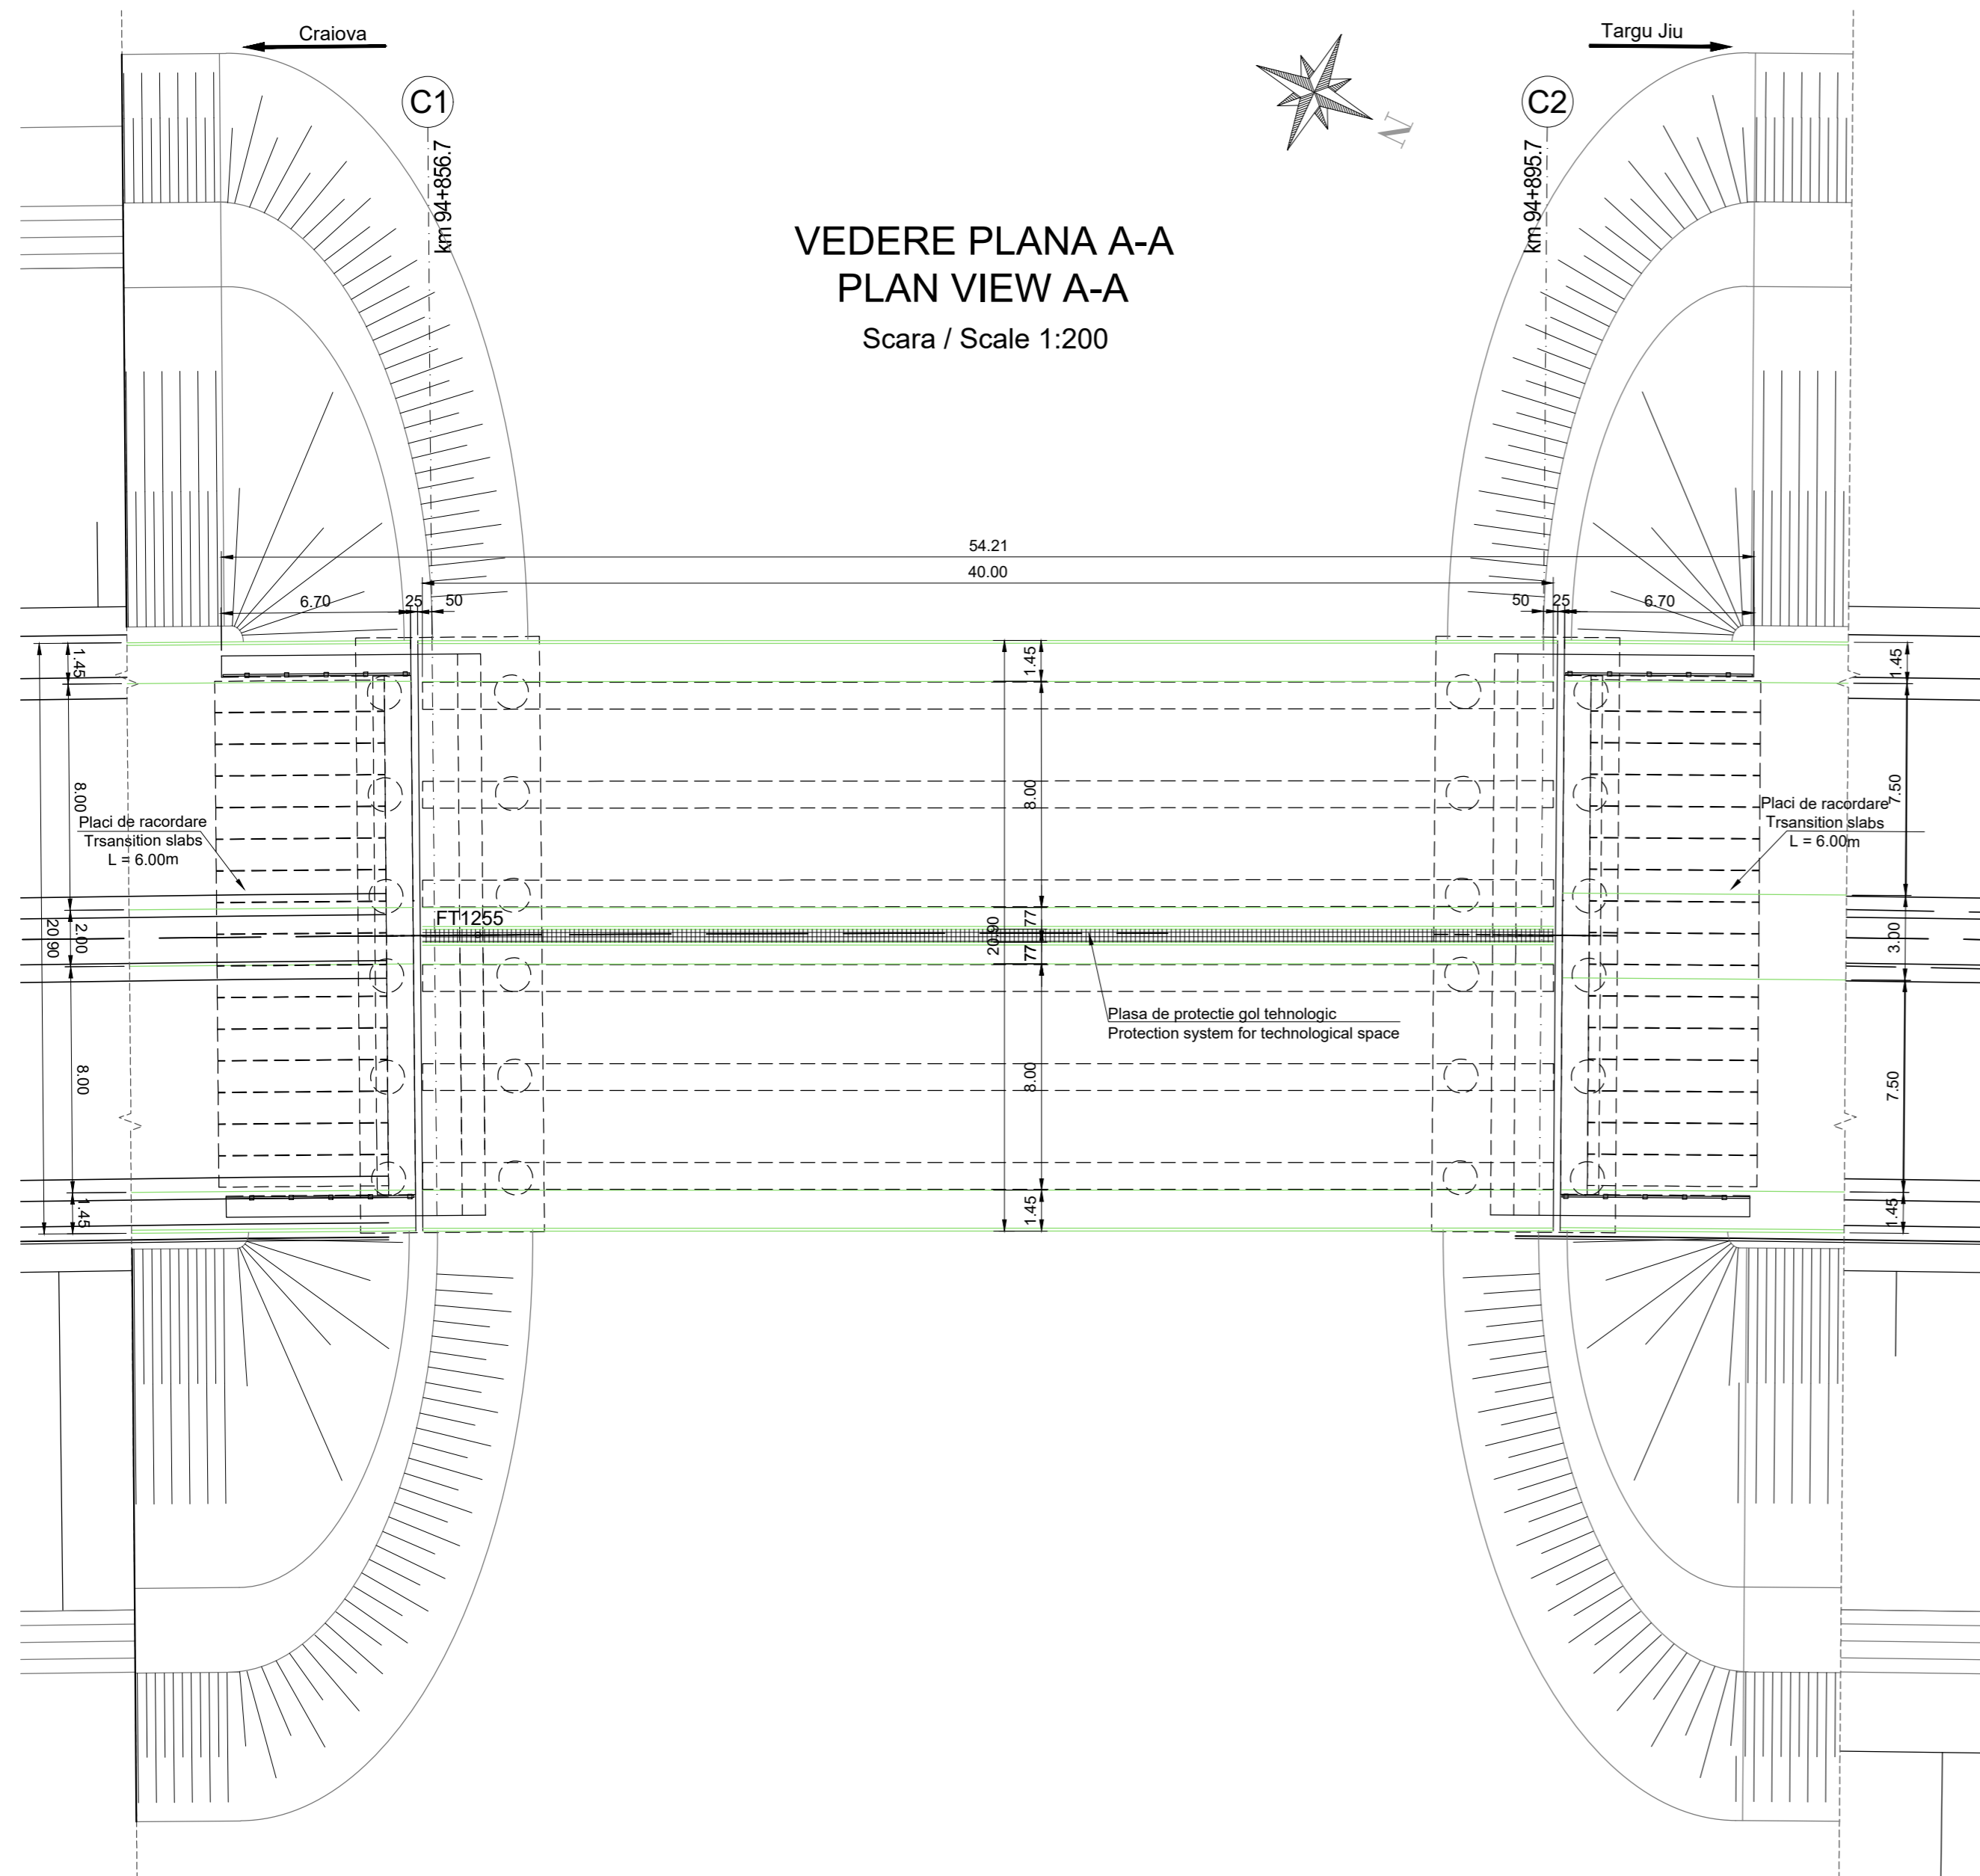 Craiova
Targu Jiu
C1
C2
N
km 94+856.7
km 94+895.7
VEDERE PLANA A-A
PLAN VIEW A-A
Scara / Scale 1:200
54.21
40.00
6.70
25
50
50
25
6.70
1.45
1.45
1.45
8.00
8.00
7.50
Placi de racordare
Trsansition slabs
L = 6.00m
Placi de racordare
Trsansition slabs
L = 6.00m
FT1255
20.90
2.00
20.90
77
77
3.00
Plasa de protectie gol tehnologic
Protection system for technological space
8.00
8.00
7.50
1.45
1.45
1.45